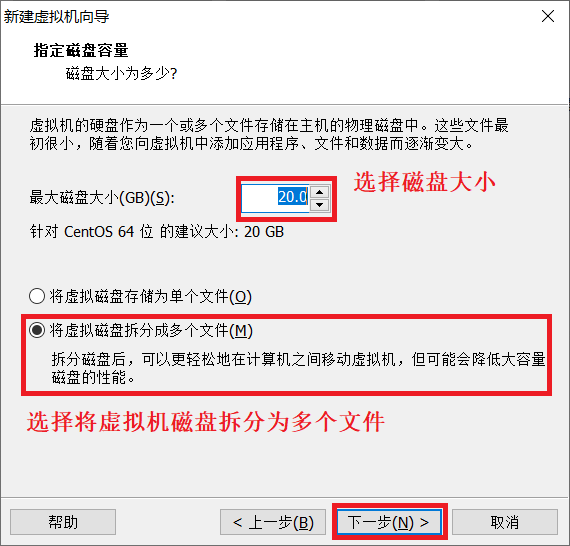 新建虚拟机向导
指定磁盘容量
磁盘大小为多少?
虚拟机的硬盘作为一个或多个文件存储在主机的物理磁盘中。这些文件最
初很小，随着您向虚拟机中添加应用程序、文件和数据而逐渐变大。
选择磁盘大小
最大磁盘大小(GB)(S): 20.0
针对 CentOS 64 位 的建议大小: 20 GB
将虚拟磁盘存储为单个文件(O)
将虚拟磁盘拆分成多个文件(M)
拆分磁盘后，可以更轻松地在计算机之间移动虚拟机，但可能会降低大容量
磁盘的性能。
选择将虚拟机磁盘拆分为多个文件
帮助 < 上一步(B) 下一步(N) > 取消